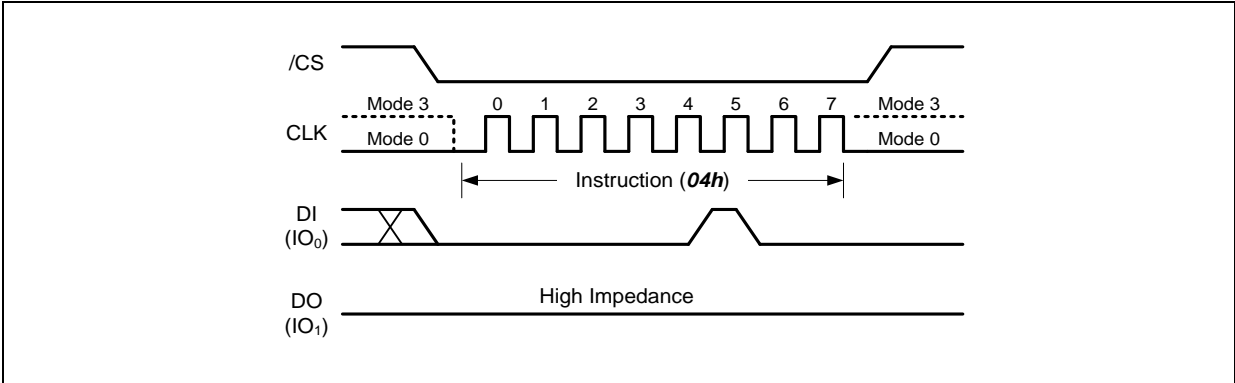 /CS
Mode 3 0 1 2 3 4 5 6 7 Mode 3
CLK
Mode 0 Mode 0
Instruction (04h)
DI
(IO₀)
High Impedance
DO
(IO₁)